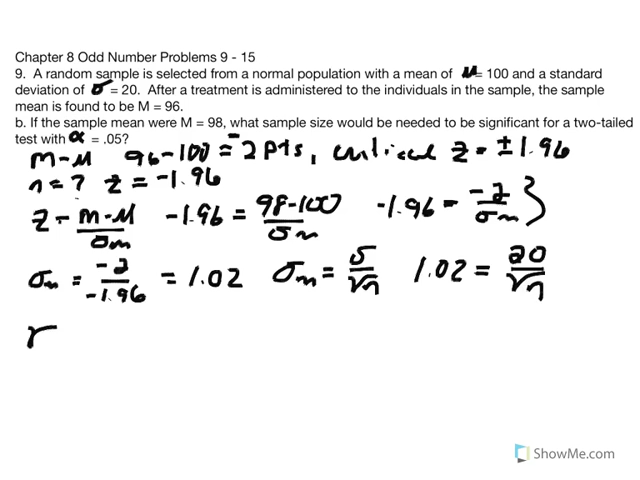 Chapter 8 Odd Number Problems 9 - 15
9. A random sample is selected from a normal population with a mean of μ = 100 and a standard
deviation of σ = 20. After a treatment is administered to the individuals in the sample, the sample
mean is found to be M = 96.
b. If the sample mean were M = 98, what sample size would be needed to be significant for a two-tailed
test with α = .05?
M-μ 96-100 = -2 pts, critical z = ±1.96
n = ? z = -1.96
z = M-μ/σm -1.96 = 98-100/σm -1.96 = -2/σm }
σm = -2/-1.96 = 1.02 σm = σ/√n 1.02 = 20/√n
ShowMe.com